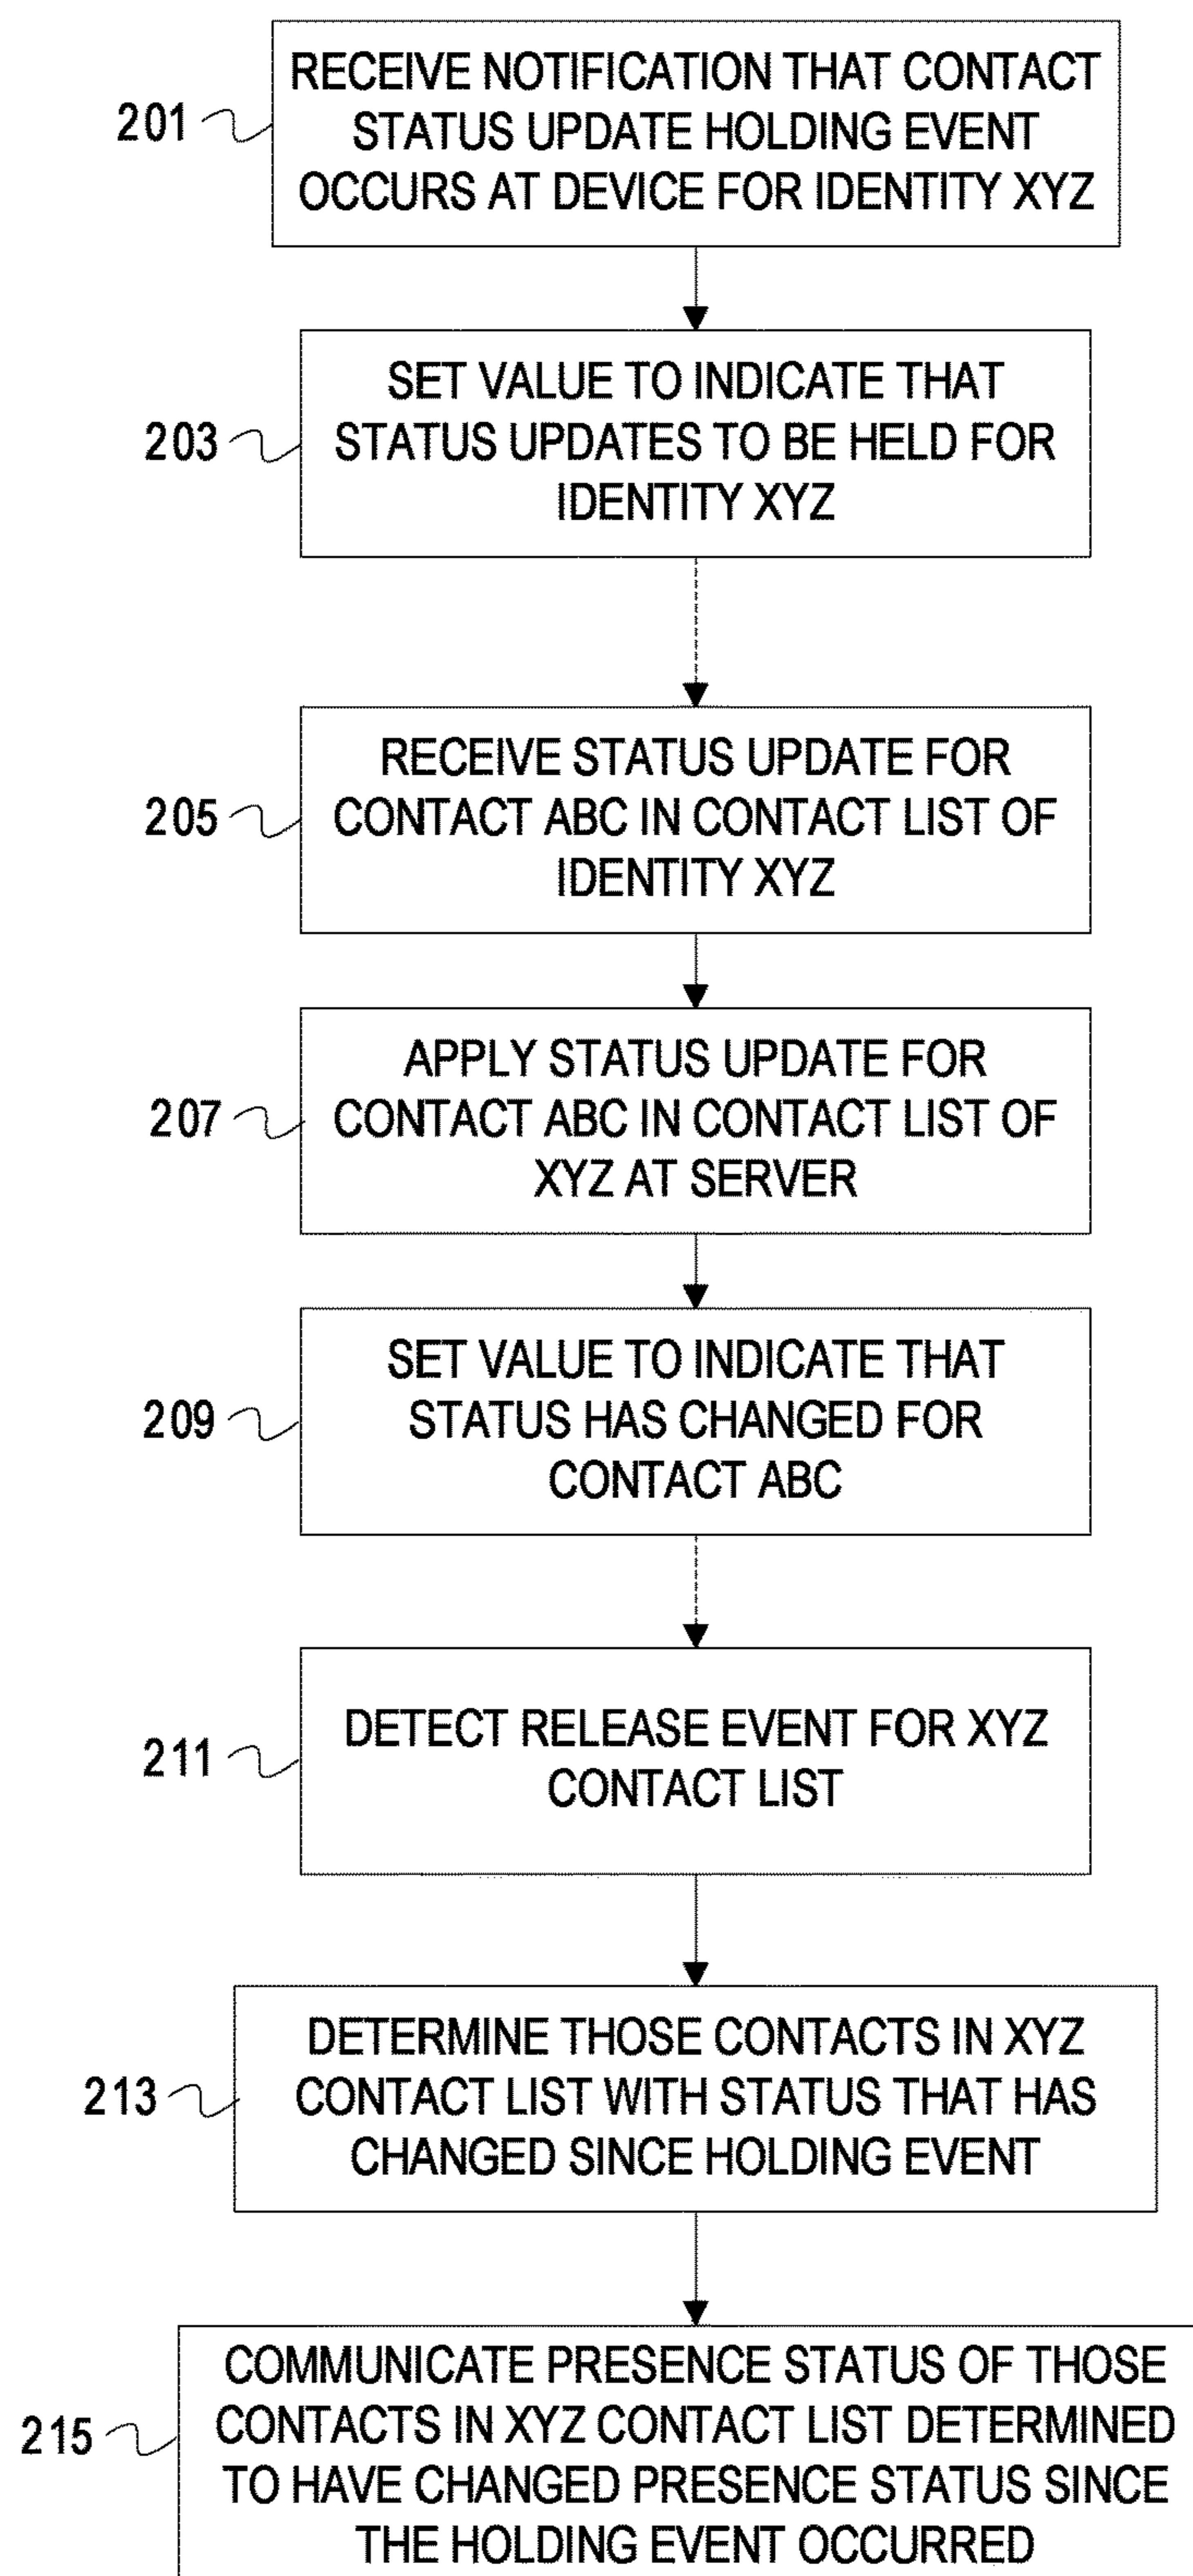 RECEIVE NOTIFICATION THAT CONTACT
201
STATUS UPDATE HOLDING EVENT
OCCURS AT DEVICE FOR IDENTITY XYZ
SET VALUE TO INDICATE THAT
203
STATUS UPDATES TO BE HELD FOR
IDENTITY XYZ
RECEIVE STATUS UPDATE FOR
205
CONTACT ABC IN CONTACT LIST OF
IDENTITY XYZ
APPLY STATUS UPDATE FOR
207
CONTACT ABC IN CONTACT LIST OF
XYZ AT SERVER
SET VALUE TO INDICATE THAT
209
STATUS HAS CHANGED FOR
CONTACT ABC
211
DETECT RELEASE EVENT FOR XYZ
CONTACT LIST
DETERMINE THOSE CONTACTS IN XYZ
213
CONTACT LIST WITH STATUS THAT HAS
CHANGED SINCE HOLDING EVENT
COMMUNICATE PRESENCE STATUS OF THOSE
215
CONTACTS IN XYZ CONTACT LIST DETERMINED
TO HAVE CHANGED PRESENCE STATUS SINCE
THE HOLDING EVENT OCCURRED